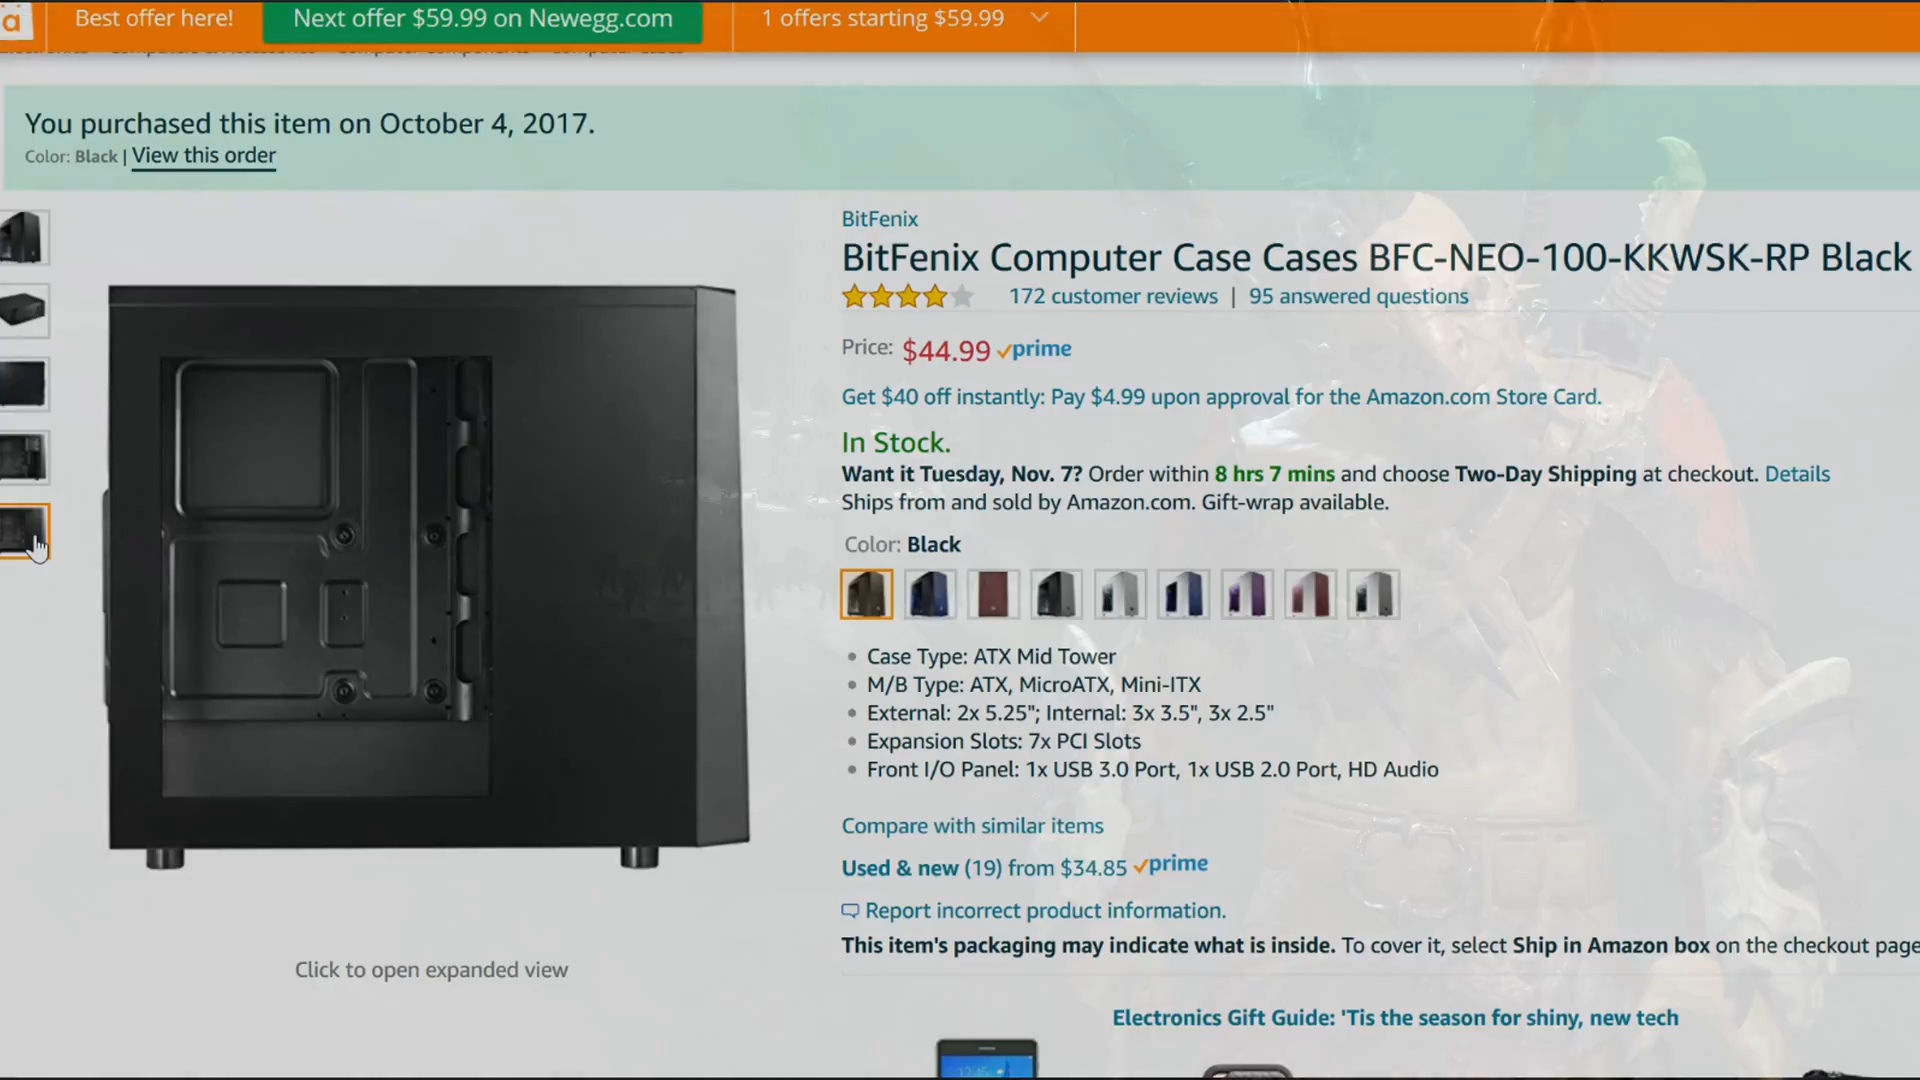 ä
Best offer here!
Next offer $59.99 on Newegg.com
1 offers starting $59.99
You purchased this item on October 4, 2017.
Color: Black | View this order
BitFenix
BitFenix Computer Case Cases BFC-NEO-100-KKWSK-RP Black
172 customer reviews | 95 answered questions
Price: $44.99 prime
Get $40 off instantly: Pay $4.99 upon approval for the Amazon.com Store Card.
In Stock.
Want it Tuesday, Nov. 7? Order within 8 hrs 7 mins and choose Two-Day Shipping at checkout. Details
Ships from and sold by Amazon.com. Gift-wrap available.
Color: Black
• Case Type: ATX Mid Tower
• M/B Type: ATX, MicroATX, Mini-ITX
• External: 2x 5.25"; Internal: 3x 3.5", 3x 2.5"
• Expansion Slots: 7x PCI Slots
• Front I/O Panel: 1x USB 3.0 Port, 1x USB 2.0 Port, HD Audio
Compare with similar items
Used & new (19) from $34.85 prime
Report incorrect product information.
This item's packaging may indicate what is inside. To cover it, select Ship in Amazon box on the checkout page
Click to open expanded view
Electronics Gift Guide: 'Tis the season for shiny, new tech